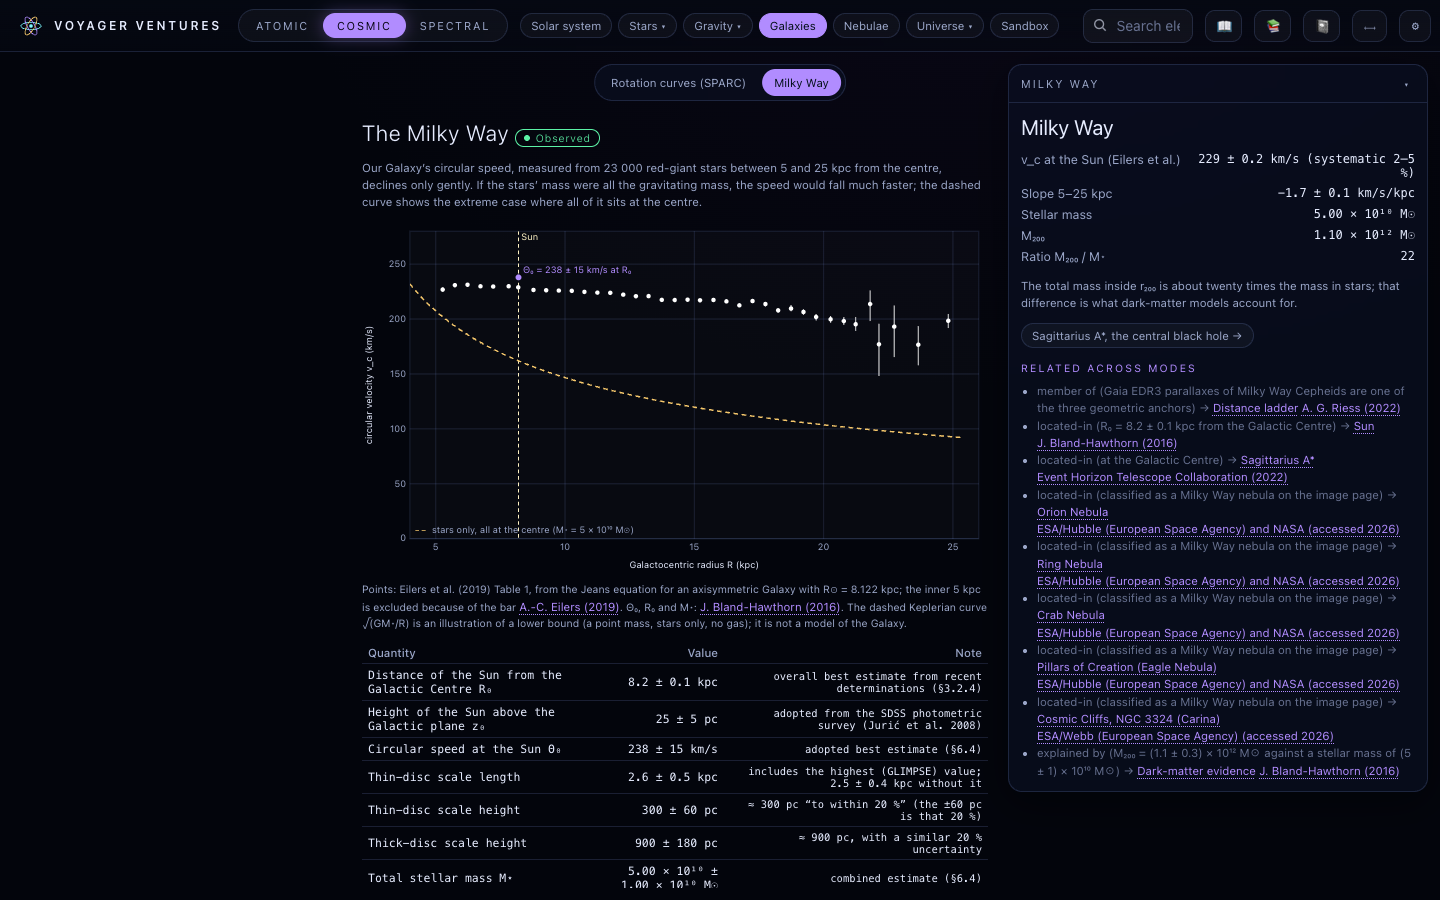 VOYAGER VENTURES
ATOMIC COSMIC SPECTRAL
Solar system Stars ▾ Gravity ▾ Galaxies Nebulae Universe ▾ Sandbox
Search ele
Rotation curves (SPARC) Milky Way
The Milky Way Observed
Our Galaxy's circular speed, measured from 23 000 red-giant stars between 5 and 25 kpc from the centre,
declines only gently. If the stars' mass were all the gravitating mass, the speed would fall much faster; the dashed
curve shows the extreme case where all of it sits at the centre.
Sun
Θ₀ = 238 ± 15 km/s at R₀
250
200
150
100
50
0
circular velocity v_c (km/s)
stars only, all at the centre (M⋆ = 5 × 10¹⁰ M☉)
5 10 15 20 25
Galactocentric radius R (kpc)
Points: Eilers et al. (2019) Table 1, from the Jeans equation for an axisymmetric Galaxy with R☉ = 8.122 kpc; the inner 5 kpc
is excluded because of the bar A.-C. Eilers (2019). Θ₀, R₀ and M⋆: J. Bland-Hawthorn (2016). The dashed Keplerian curve
√(GM⋆/R) is an illustration of a lower bound (a point mass, stars only, no gas); it is not a model of the Galaxy.
Quantity Value Note
Distance of the Sun from the
Galactic Centre R₀
8.2 ± 0.1 kpc
overall best estimate from recent
determinations (§3.2.4)
Height of the Sun above the
Galactic plane z₀
25 ± 5 pc
adopted from the SDSS photometric
survey (Jurić et al. 2008)
Circular speed at the Sun Θ₀ 238 ± 15 km/s adopted best estimate (§6.4)
Thin-disc scale length
2.6 ± 0.5 kpc
includes the highest (GLIMPSE) value;
2.5 ± 0.4 kpc without it
Thin-disc scale height
300 ± 60 pc
≈ 300 pc “to within 20 %” (the ±60 pc
is that 20 %)
Thick-disc scale height
900 ± 180 pc
≈ 900 pc, with a similar 20 %
uncertainty
Total stellar mass M⋆
5.00 × 10¹⁰ ±
1.00 × 10¹⁰ M☉
combined estimate (§6.4)
MILKY WAY ▾
Milky Way
v_c at the Sun (Eilers et al.) 229 ± 0.2 km/s (systematic 2–5
%)
Slope 5–25 kpc −1.7 ± 0.1 km/s/kpc
Stellar mass 5.00 × 10¹⁰ M☉
M₂₀₀ 1.10 × 10¹² M☉
Ratio M₂₀₀ / M⋆ 22
The total mass inside r₂₀₀ is about twenty times the mass in stars; that
difference is what dark-matter models account for.
Sagittarius A*, the central black hole →
RELATED ACROSS MODES
member of (Gaia EDR3 parallaxes of Milky Way Cepheids are one of
the three geometric anchors) → Distance ladder A. G. Riess (2022)
located-in (R₀ = 8.2 ± 0.1 kpc from the Galactic Centre) → Sun
J. Bland-Hawthorn (2016)
located-in (at the Galactic Centre) → Sagittarius A*
Event Horizon Telescope Collaboration (2022)
located-in (classified as a Milky Way nebula on the image page) →
Orion Nebula
ESA/Hubble (European Space Agency) and NASA (accessed 2026)
located-in (classified as a Milky Way nebula on the image page) →
Ring Nebula
ESA/Hubble (European Space Agency) and NASA (accessed 2026)
located-in (classified as a Milky Way nebula on the image page) →
Crab Nebula
ESA/Hubble (European Space Agency) and NASA (accessed 2026)
located-in (classified as a Milky Way nebula on the image page) →
Pillars of Creation (Eagle Nebula)
ESA/Hubble (European Space Agency) and NASA (accessed 2026)
located-in (classified as a Milky Way nebula on the image page) →
Cosmic Cliffs, NGC 3324 (Carina)
ESA/Webb (European Space Agency) (accessed 2026)
explained by (M₂₀₀ = (1.1 ± 0.3) × 10¹² M☉ against a stellar mass of (5
± 1) × 10¹⁰ M☉) → Dark-matter evidence J. Bland-Hawthorn (2016)